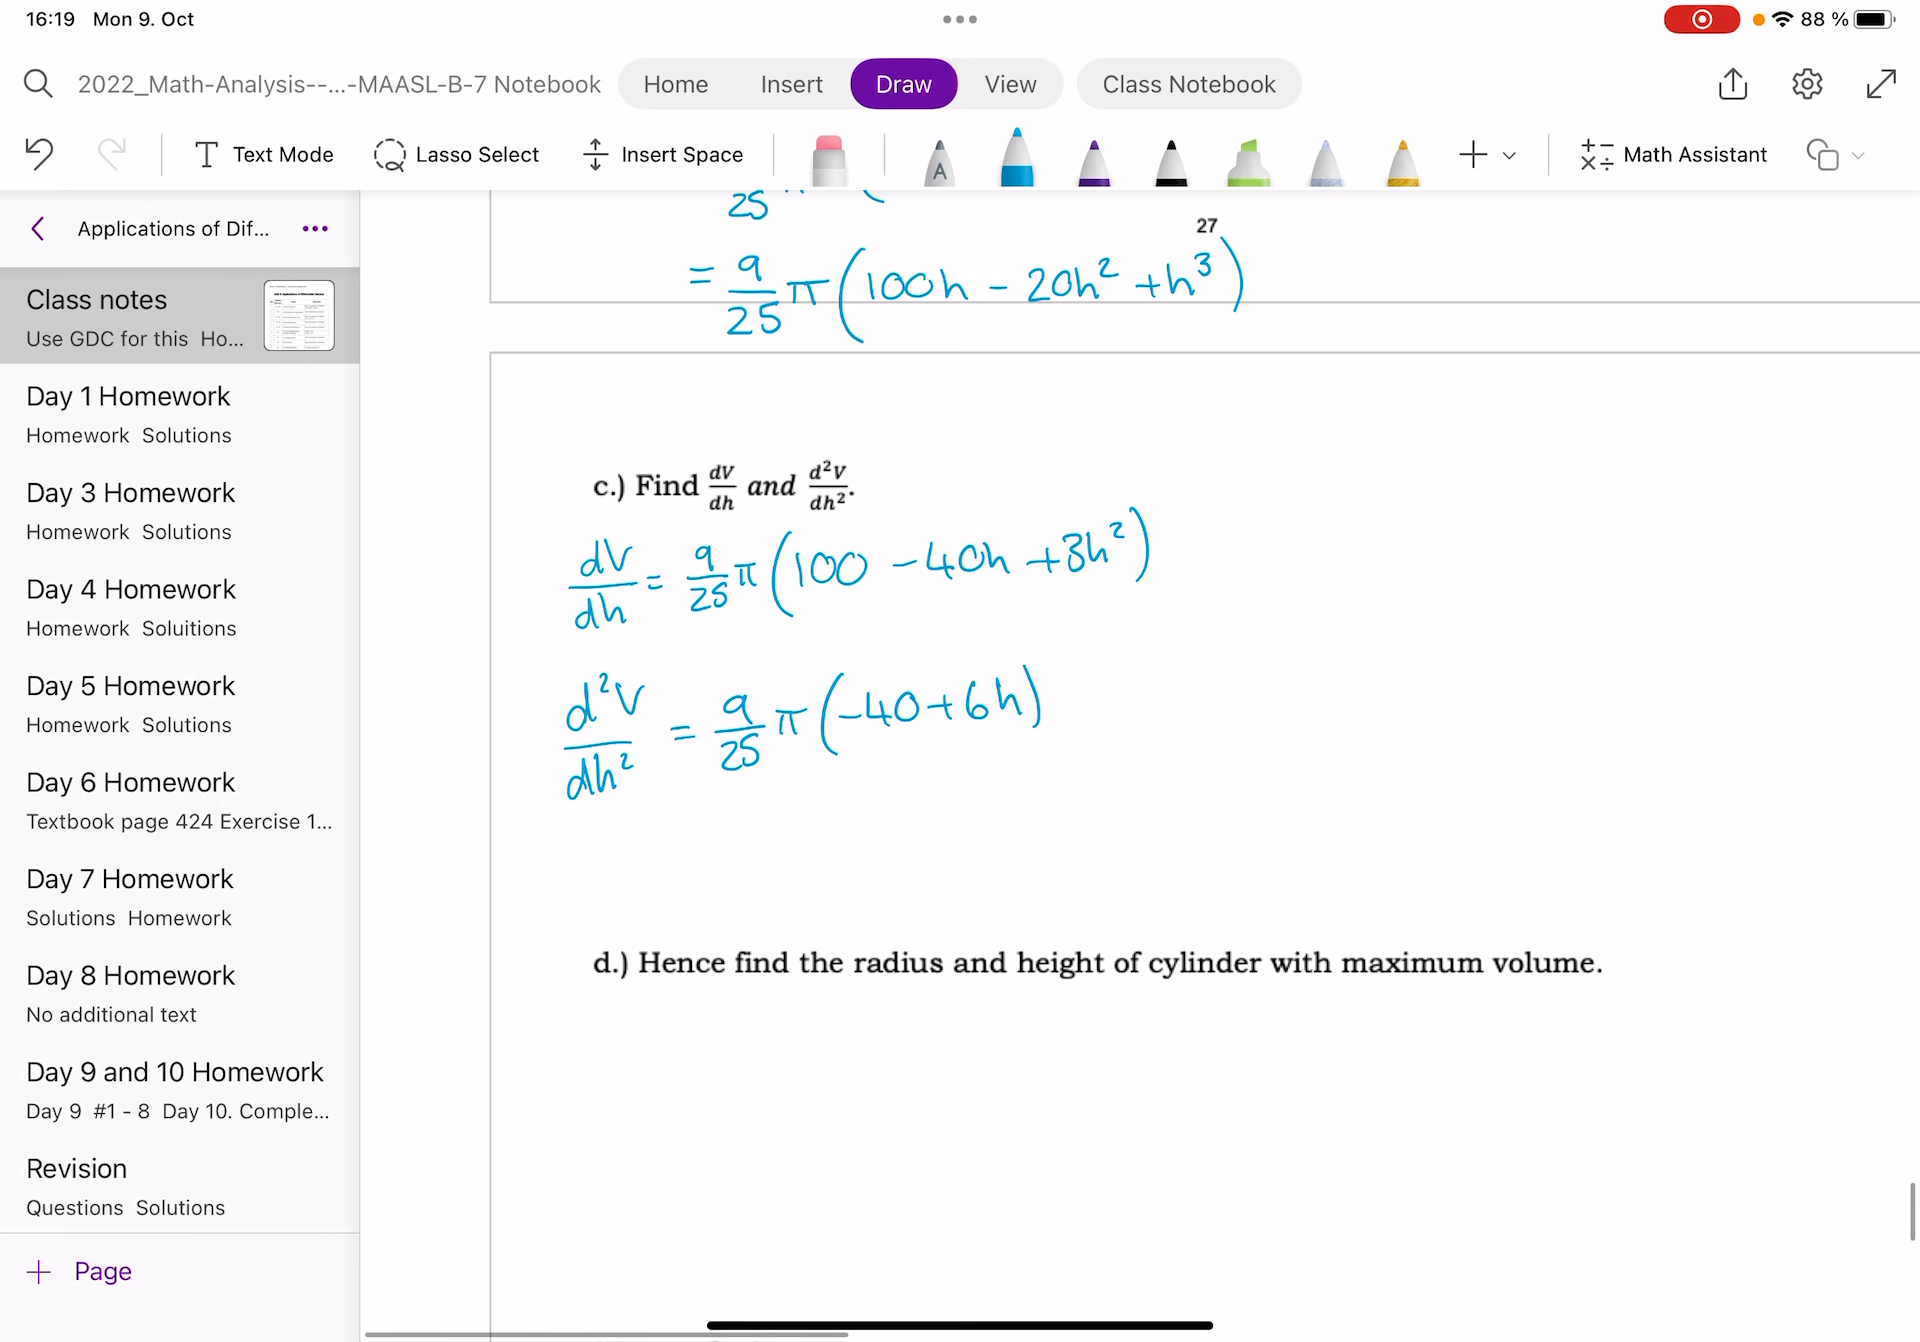 16:19 Mon 9. Oct
88 %
2022_Math-Analysis--...-MAASL-B-7 Notebook Home Insert Draw View Class Notebook
Text Mode Lasso Select Insert Space A Math Assistant
Applications of Dif...
Class notes
Use GDC for this Ho...
Day 1 Homework
Homework Solutions
Day 3 Homework
Homework Solutions
Day 4 Homework
Homework Soluitions
Day 5 Homework
Homework Solutions
Day 6 Homework
Textbook page 424 Exercise 1...
Day 7 Homework
Solutions Homework
Day 8 Homework
No additional text
Day 9 and 10 Homework
Day 9 #1 - 8 Day 10. Comple...
Revision
Questions Solutions
Page
25
27
= 9/25 π (100h - 20h² + h³)
c.) Find dV/dh and d²V/dh².
dV/dh = 9/25 π (100 - 40h + 3h²)
d²V/dh² = 9/25 π (-40 + 6h)
d.) Hence find the radius and height of cylinder with maximum volume.